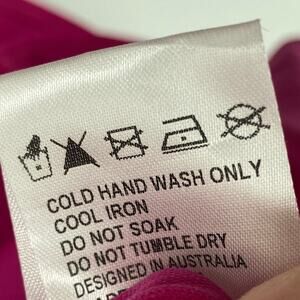 COLD HAND WASH ONLY
COOL IRON
DO NOT SOAK
DO NOT TUMBLE DRY
DESIGNED IN AUSTRALIA